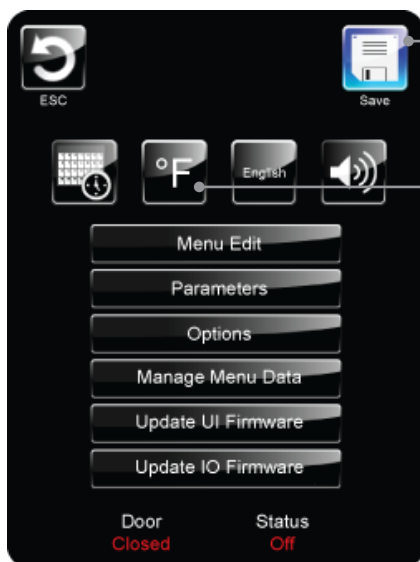 ESC
Save
°F
English
Menu Edit
Parameters
Options
Manage Menu Data
Update UI Firmware
Update IO Firmware
Door Status
Closed Off